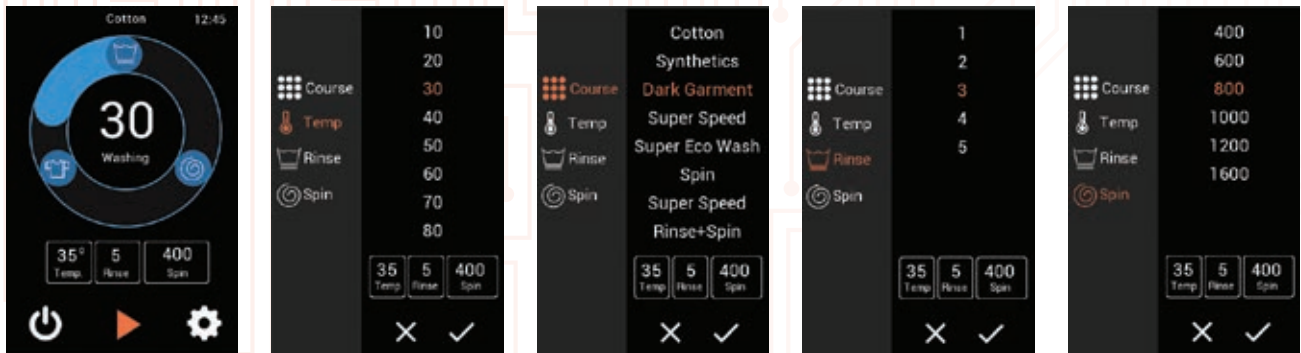 Cotton 12:45
30
Washing
35° 5 400
Temp. Rinse Spin
10
20
30
40
50
60
70
80
Course
Temp
Rinse
Spin
35 5 400
Temp Rinse Spin
Cotton
Synthetics
Dark Garment
Super Speed
Super Eco Wash
Spin
Super Speed
Rinse+Spin
Course
Temp
Rinse
Spin
35 5 400
Temp Rinse Spin
1
2
3
4
5
Course
Temp
Rinse
Spin
35 5 400
Temp Rinse Spin
400
600
800
1000
1200
1600
Course
Temp
Rinse
Spin
35 5 400
Temp Rinse Spin